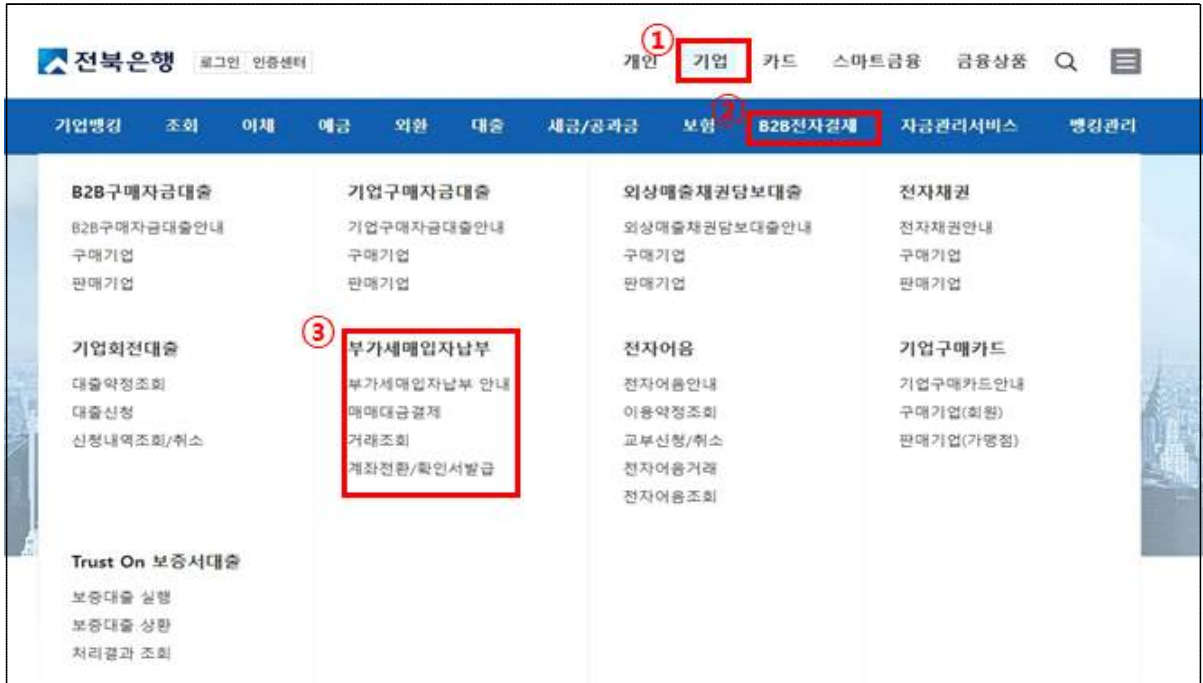 ①
전북은행 로그인 인증센터 개인 기업 카드 스마트금융 금융상품
②
기업뱅킹 조회 이체 예금 외환 대출 세금/공과금 보험 B2B전자결제 자금관리서비스 뱅킹관리
B2B구매자금대출 기업구매자금대출 외상매출채권담보대출 전자채권
B2B구매자금대출안내 기업구매자금대출안내 외상매출채권담보대출안내 전자채권안내
구매기업 구매기업 구매기업 구매기업
판매기업 판매기업 판매기업 판매기업
③
기업회전대출 부가세매입자납부 전자어음 기업구매카드
대출약정조회 부가세매입자납부 안내 전자어음안내 기업구매카드안내
대출신청 매매대금결제 이용약정조회 구매기업(회원)
신청내역조회/취소 거래조회 교부신청/취소 판매기업(가맹점)
계좌전환/확인서발급 전자어음거래
전자어음조회
Trust On 보증서대출
보증대출 실행
보증대출 상환
처리결과 조회